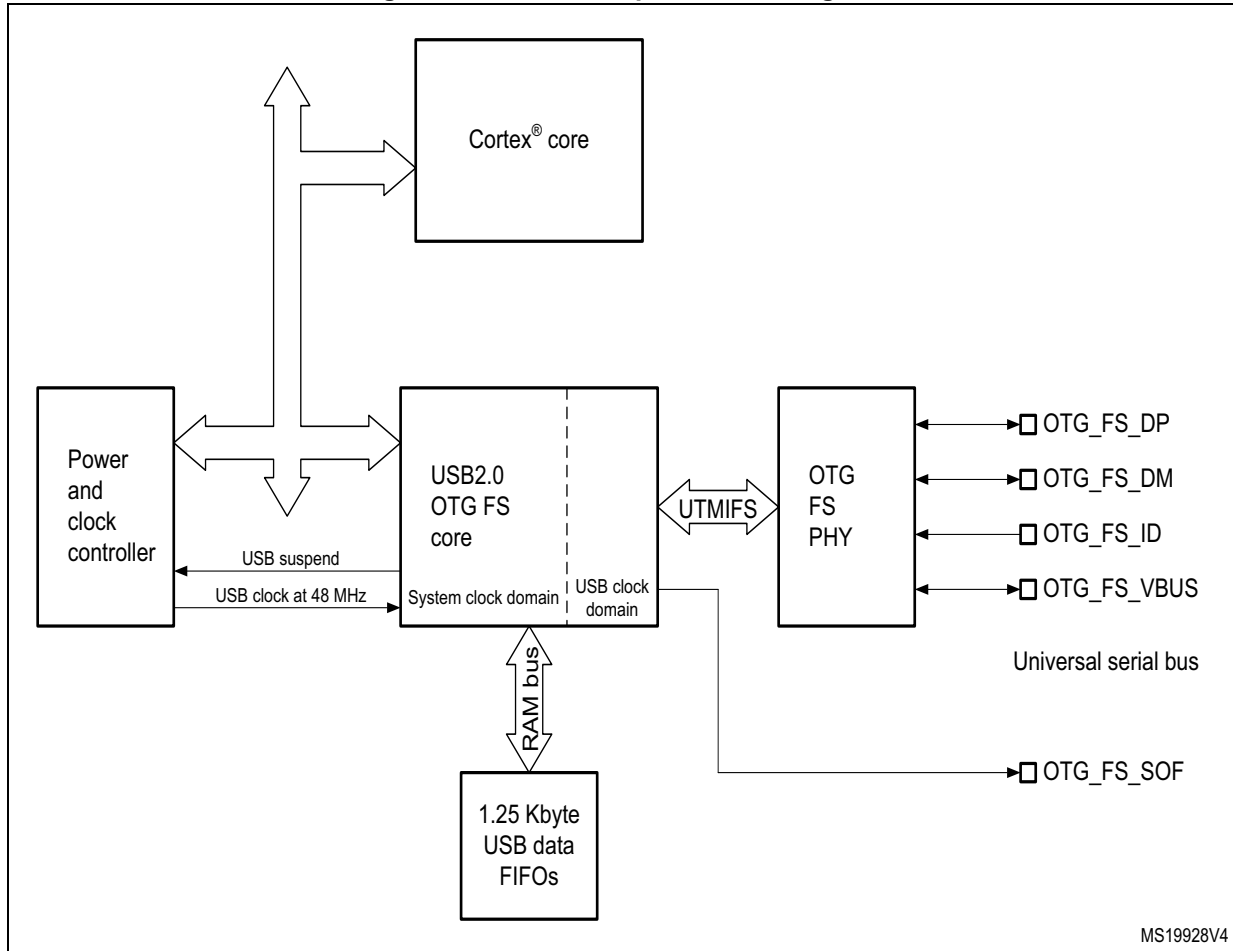 Cortex® core
Power
and
clock
controller
USB2.0
OTG FS
core
UTMIFS
OTG
FS
PHY
OTG_FS_DP
OTG_FS_DM
OTG_FS_ID
OTG_FS_VBUS
USB suspend
USB clock at 48 MHz
System clock domain
USB clock
domain
Universal serial bus
RAM bus
OTG_FS_SOF
1.25 Kbyte
USB data
FIFOs
MS19928V4